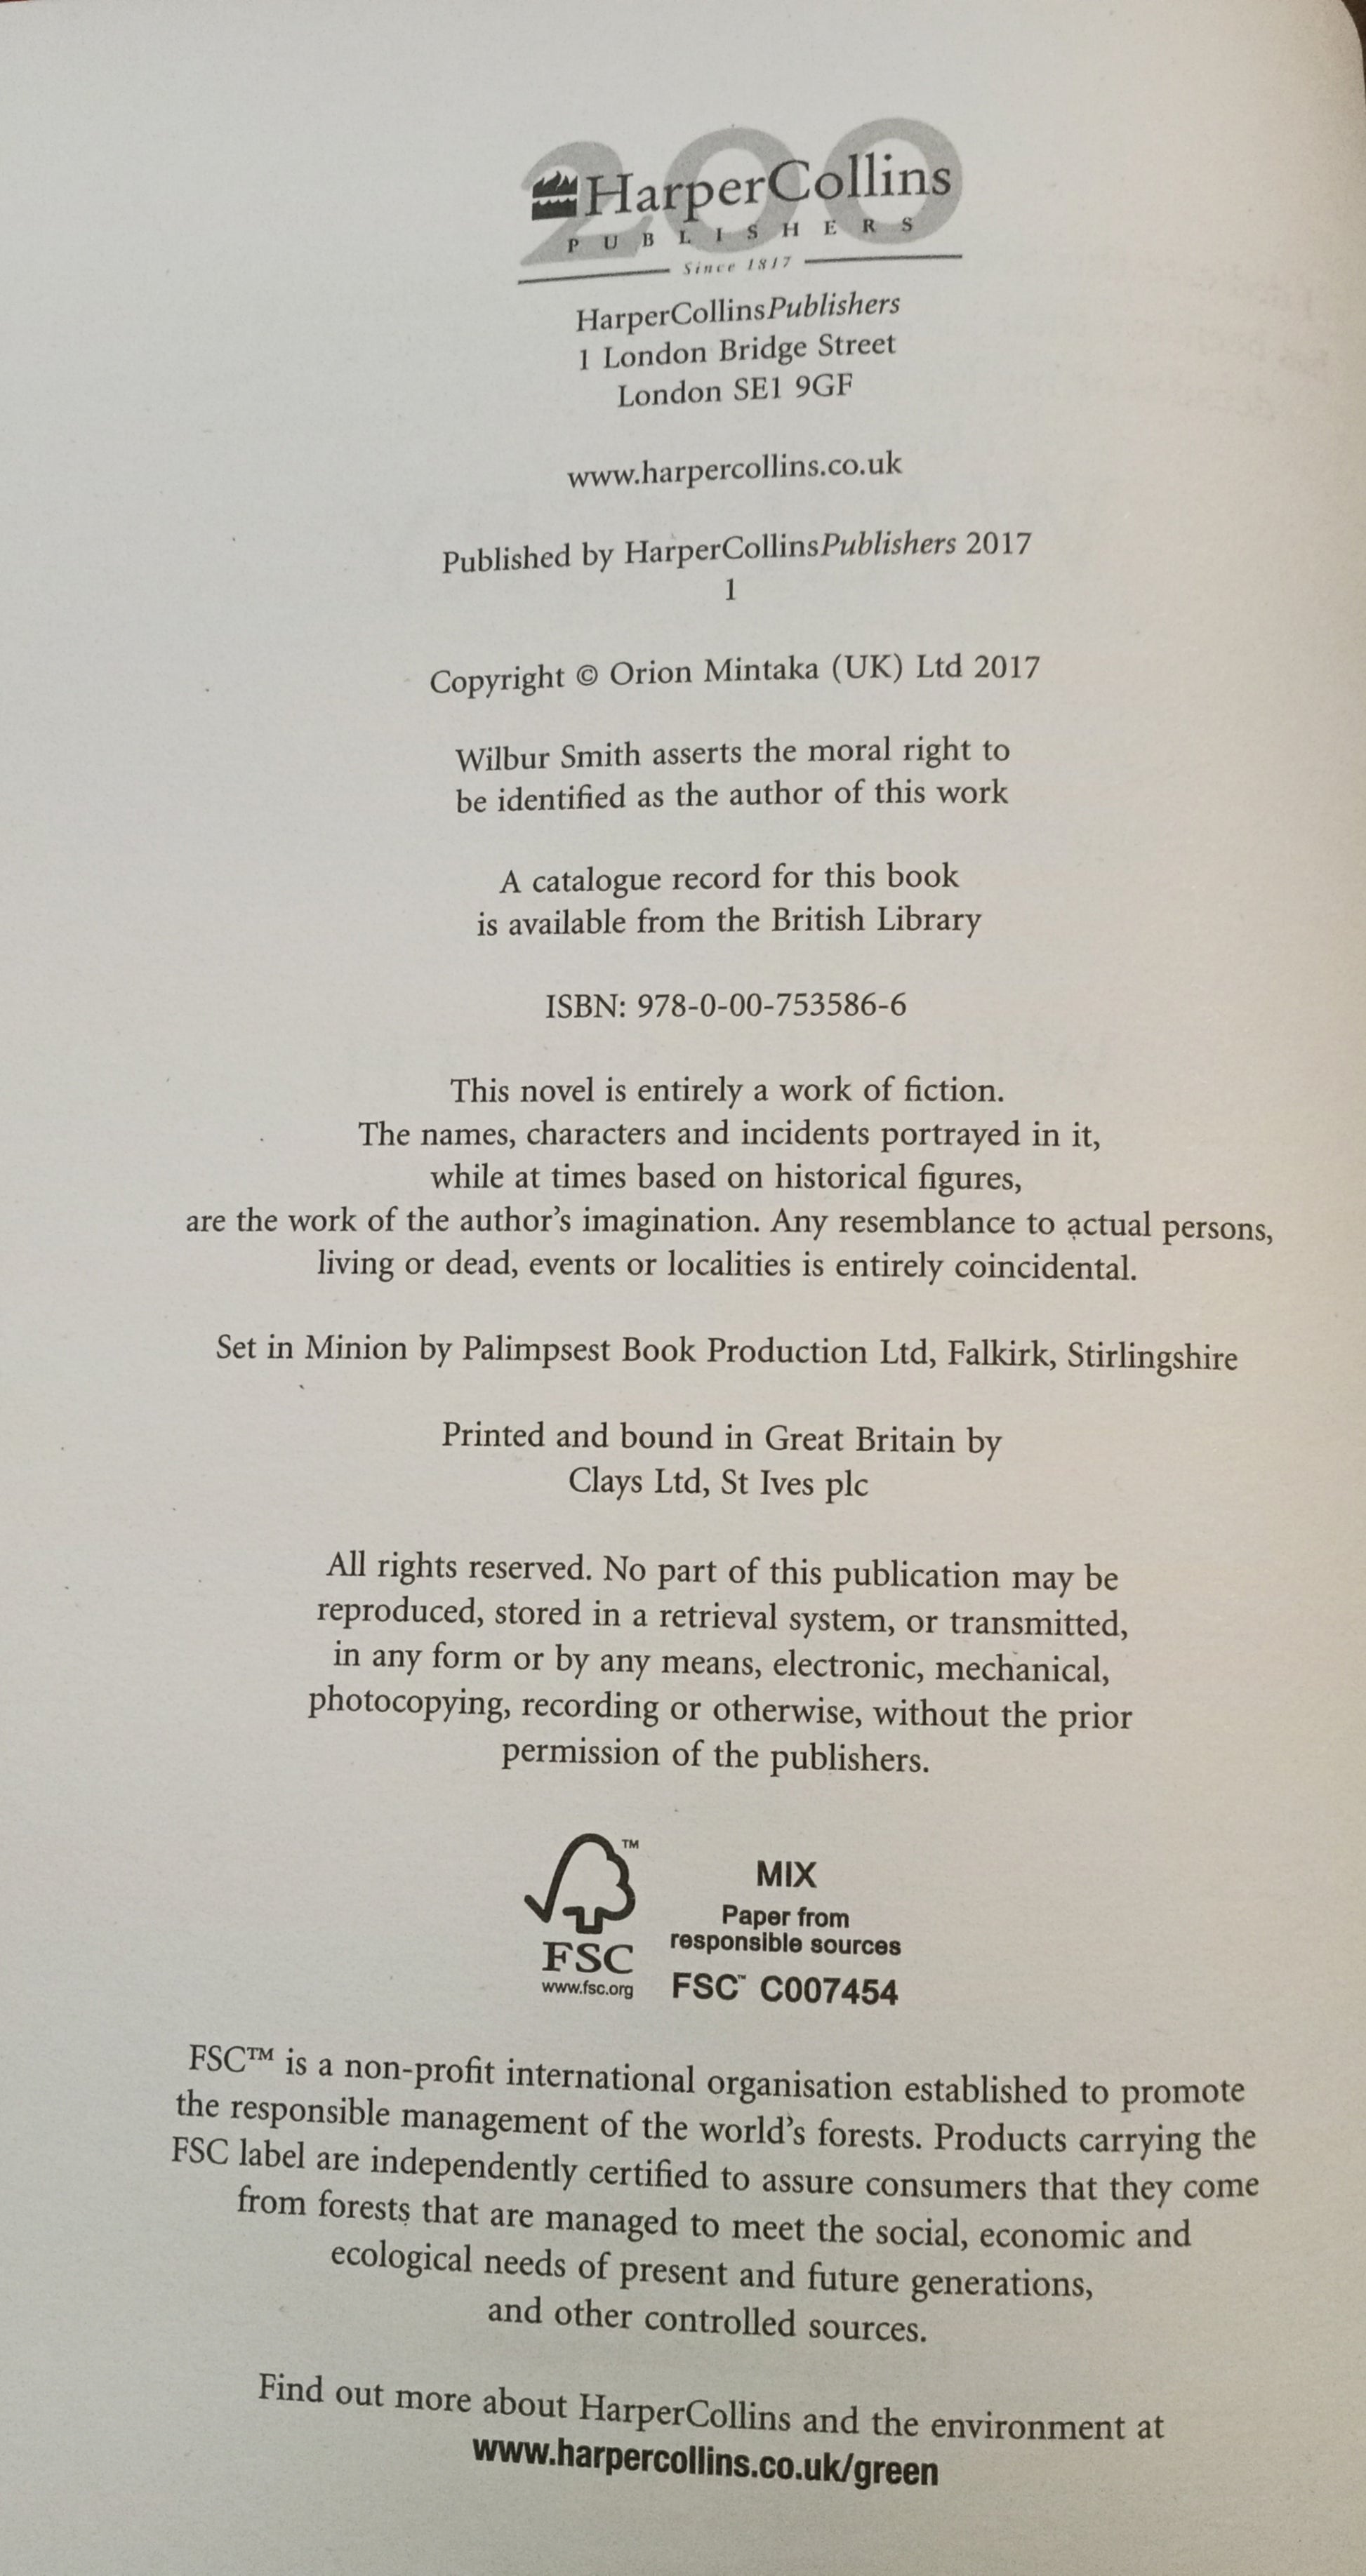 200
HarperCollins
PUBLISHERS
Since 1817
HarperCollinsPublishers
1 London Bridge Street
London SE1 9GF
www.harpercollins.co.uk
Published by HarperCollinsPublishers 2017
1
Copyright © Orion Mintaka (UK) Ltd 2017
Wilbur Smith asserts the moral right to
be identified as the author of this work
A catalogue record for this book
is available from the British Library
ISBN: 978-0-00-753586-6
This novel is entirely a work of fiction.
The names, characters and incidents portrayed in it,
while at times based on historical figures,
are the work of the author's imagination. Any resemblance to actual persons,
living or dead, events or localities is entirely coincidental.
Set in Minion by Palimpsest Book Production Ltd, Falkirk, Stirlingshire
Printed and bound in Great Britain by
Clays Ltd, St Ives plc
All rights reserved. No part of this publication may be
reproduced, stored in a retrieval system, or transmitted,
in any form or by any means, electronic, mechanical,
photocopying, recording or otherwise, without the prior
permission of the publishers.
TM
MIX
Paper from
responsible sources
FSC
www.fsc.org
FSC™ C007454
FSC™ is a non-profit international organisation established to promote
the responsible management of the world's forests. Products carrying the
FSC label are independently certified to assure consumers that they come
from forests that are managed to meet the social, economic and
ecological needs of present and future generations,
and other controlled sources.
Find out more about HarperCollins and the environment at
www.harpercollins.co.uk/green